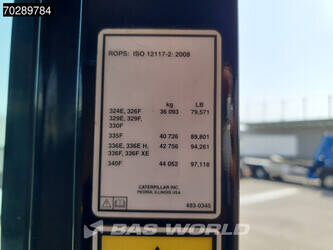 70289784
ROPS: ISO 12117-2: 2008
kg LB
324E, 326F 36 093 79,571
329E, 329F,
330F
335F 40 726 89,801
336E, 336E H, 42 756 94,261
336F, 336F XE
340F 44 052 97,118
CATERPILLAR INC.
PEORIA, ILLINOIS USA
493-0345
BAS WORLD